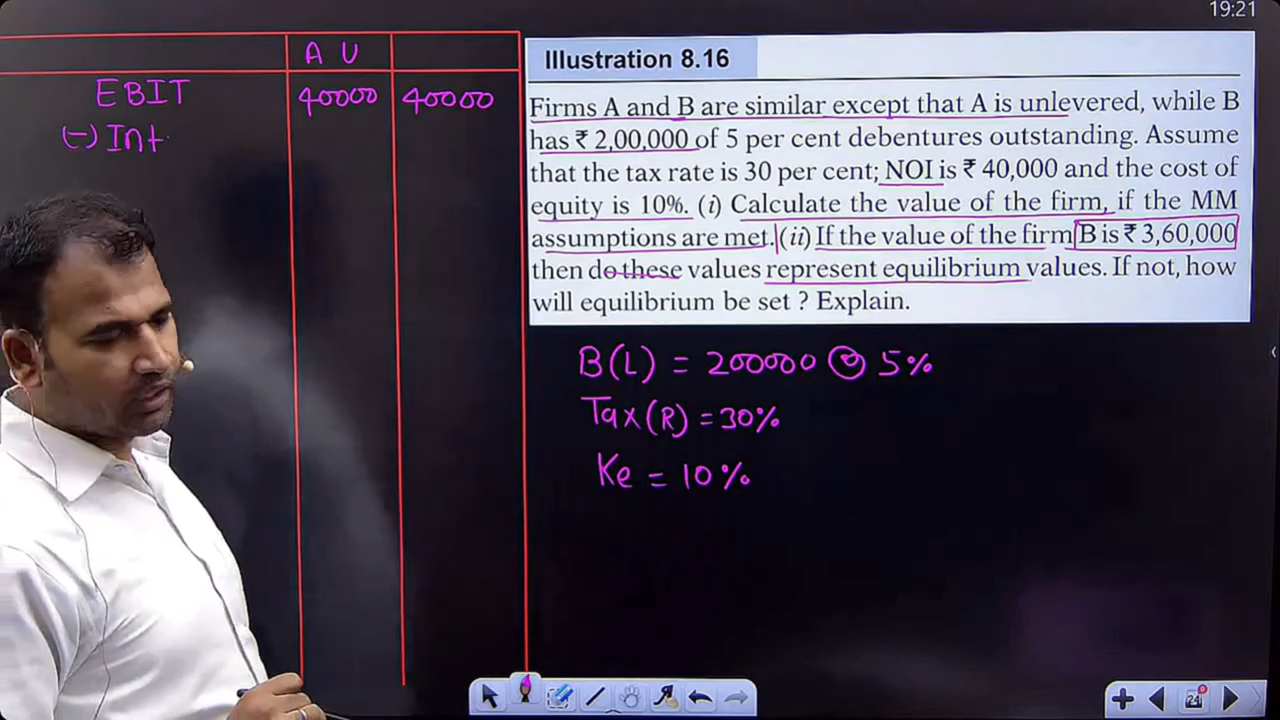 19:21
A U
EBIT 40000 40000
(-) Int
Illustration 8.16
Firms A and B are similar except that A is unlevered, while B
has ₹ 2,00,000 of 5 per cent debentures outstanding. Assume
that the tax rate is 30 per cent; NOI is ₹ 40,000 and the cost of
equity is 10%. (i) Calculate the value of the firm, if the MM
assumptions are met. (ii) If the value of the firm B is ₹ 3,60,000
then do these values represent equilibrium values. If not, how
will equilibrium be set ? Explain.
B(L) = 200000 @ 5%
Tax(R) = 30%
Ke = 10%
24